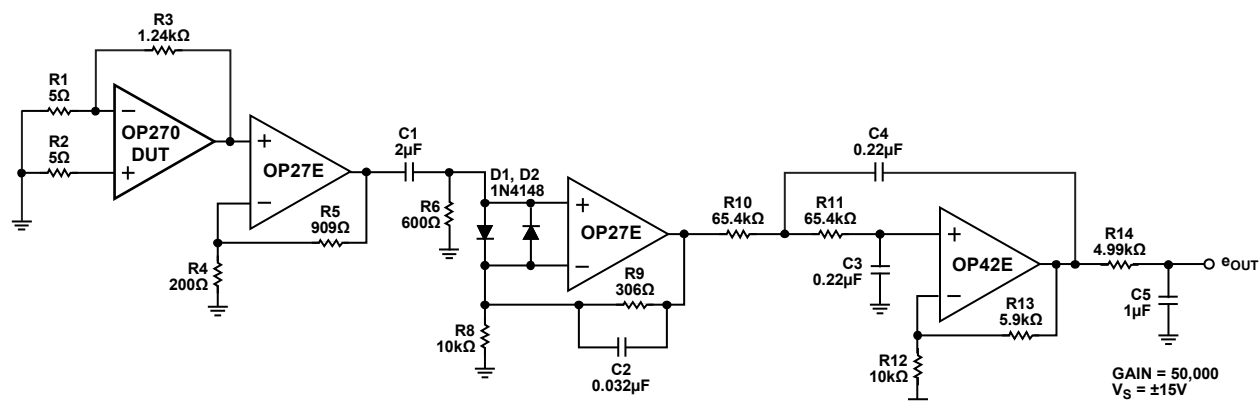 R3
1.24kΩ
R1
5Ω
R2
5Ω
−
OP270
DUT
+
+
OP27E
−
R5
909Ω
R4
200Ω
C1
2µF
R6
600Ω
D1, D2
1N4148
+
OP27E
−
R9
306Ω
R8
10kΩ
C2
0.032µF
R10
65.4kΩ
R11
65.4kΩ
C4
0.22µF
C3
0.22µF
+
OP42E
−
R13
5.9kΩ
R12
10kΩ
R14
4.99kΩ
eOUT
C5
1µF
GAIN = 50,000
VS = ±15V